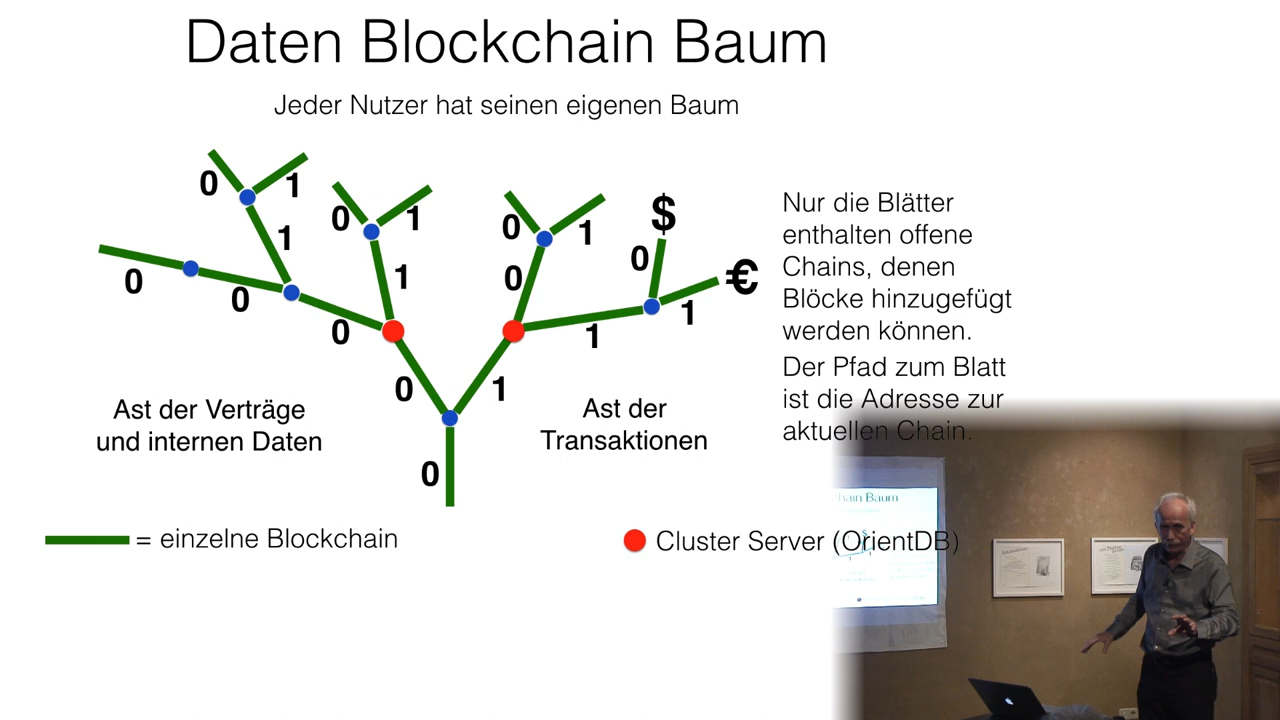 Daten Blockchain Baum
Jeder Nutzer hat seinen eigenen Baum
0
1
0
1
0
1
$
0
1
1
0
€
0
0
0
1
0
1
0
1
Nur die Blätter
enthalten offene
Chains, denen
Blöcke hinzugefügt
werden können.
Der Pfad zum Blatt
ist die Adresse zur
aktuellen Chain.
Ast der Verträge
und internen Daten
Ast der
Transaktionen
0
= einzelne Blockchain
Cluster Server (OrientDB)
hain Baum